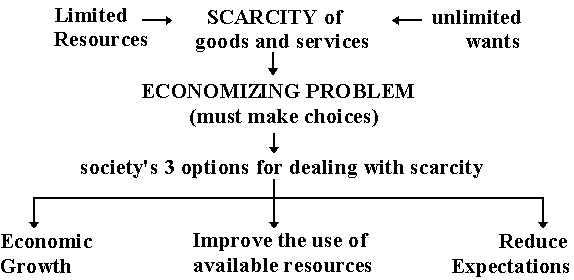 Limited
Resources
SCARCITY of
goods and services
unlimited
wants
ECONOMIZING PROBLEM
(must make choices)
society's 3 options for dealing with scarcity
Economic
Growth
Improve the use of
available resources
Reduce
Expectations